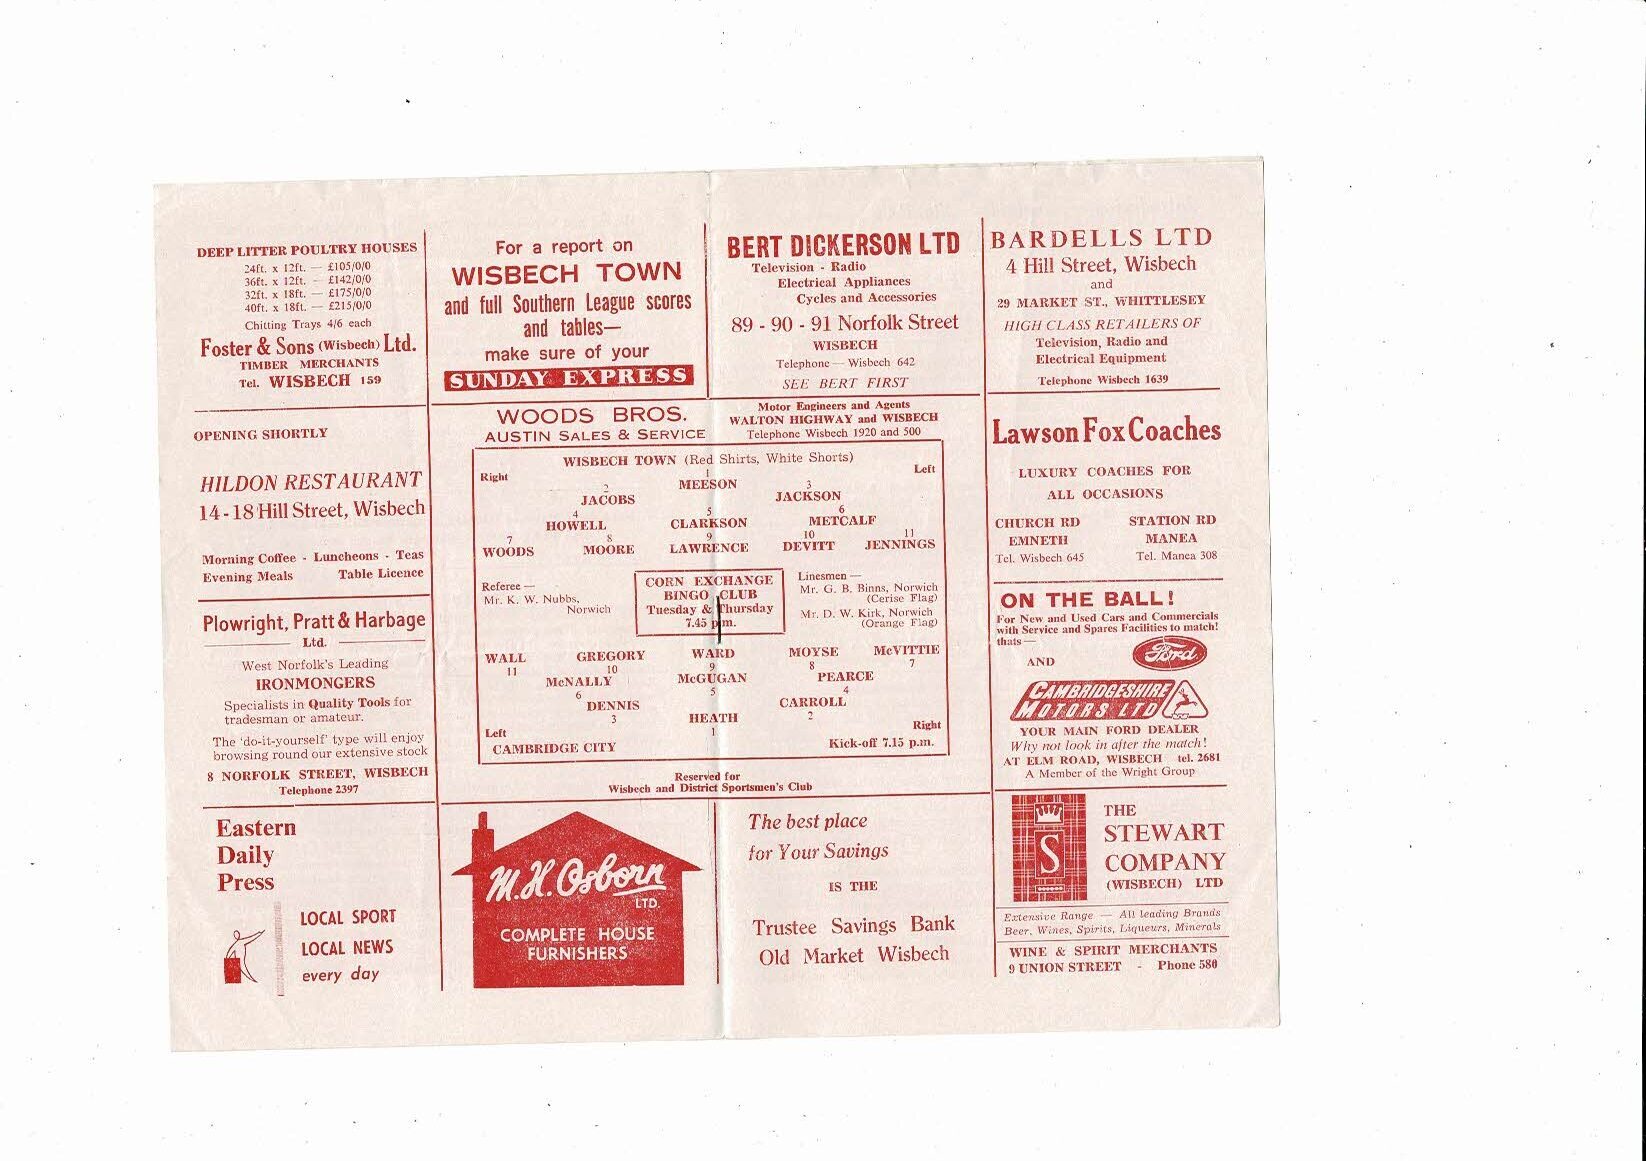 DEEP LITTER POULTRY HOUSES
24ft. x 12ft. — £105/0/0
36ft. x 12ft. — £142/0/0
32ft. x 18ft. — £175/0/0
40ft. x 18ft. — £215/0/0
Chitting Trays 4/6 each
Foster & Sons (Wisbech) Ltd.
TIMBER MERCHANTS
Tel. WISBECH 159
OPENING SHORTLY
HILDON RESTAURANT
14-18 Hill Street, Wisbech
Morning Coffee - Luncheons - Teas
Evening Meals Table Licence
Plowright, Pratt & Harbage
Ltd.
West Norfolk's Leading
IRONMONGERS
Specialists in Quality Tools for
tradesman or amateur.
The 'do-it-yourself' type will enjoy
browsing round our extensive stock
8 NORFOLK STREET, WISBECH
Telephone 2397
Eastern
Daily
Press
LOCAL SPORT
LOCAL NEWS
every day
For a report on
WISBECH TOWN
and full Southern League scores
and tables—
make sure of your
SUNDAY EXPRESS
BERT DICKERSON LTD
Television - Radio
Electrical Appliances
Cycles and Accessories
89 - 90 - 91 Norfolk Street
WISBECH
Telephone — Wisbech 642
SEE BERT FIRST
WOODS BROS.
AUSTIN SALES & SERVICE
Motor Engineers and Agents
WALTON HIGHWAY and WISBECH
Telephone Wisbech 1920 and 500
WISBECH TOWN (Red Shirts, White Shorts)
Right Left
1
MEESON
2 3
JACOBS JACKSON
4 5 6
HOWELL CLARKSON METCALF
7 8 9 10 11
WOODS MOORE LAWRENCE DEVITT JENNINGS
Referee —
Mr. K. W. Nubbs,
Norwich
CORN EXCHANGE
BINGO CLUB
Tuesday & Thursday
7.45 p.m.
Linesmen —
Mr. G. B. Binns, Norwich
(Cerise Flag)
Mr. D. W. Kirk, Norwich
(Orange Flag)
WALL GREGORY WARD MOYSE McVITTIE
11 10 9 8 7
McNALLY McGUGAN PEARCE
6 5 4
DENNIS CARROLL
3 2
HEATH
1
Left Right
CAMBRIDGE CITY Kick-off 7.15 p.m.
Reserved for
Wisbech and District Sportsmen's Club
M.H. Osborn
LTD.
COMPLETE HOUSE
FURNISHERS
The best place
for Your Savings
IS THE
Trustee Savings Bank
Old Market Wisbech
BARDELLS LTD
4 Hill Street, Wisbech
and
29 MARKET ST., WHITTLESEY
HIGH CLASS RETAILERS OF
Television, Radio and
Electrical Equipment
Telephone Wisbech 1639
Lawson Fox Coaches
LUXURY COACHES FOR
ALL OCCASIONS
CHURCH RD STATION RD
EMNETH MANEA
Tel. Wisbech 645 Tel. Manea 308
ON THE BALL!
For New and Used Cars and Commercials
with Service and Spares Facilities to match!
thats —
Ford
AND
CAMBRIDGESHIRE
MOTORS LTD
YOUR MAIN FORD DEALER
Why not look in after the match!
AT ELM ROAD, WISBECH tel. 2681
A Member of the Wright Group
S
THE
STEWART
COMPANY
(WISBECH) LTD
Extensive Range — All leading Brands
Beer, Wines, Spirits, Liqueurs, Minerals
WINE & SPIRIT MERCHANTS
9 UNION STREET - Phone 580